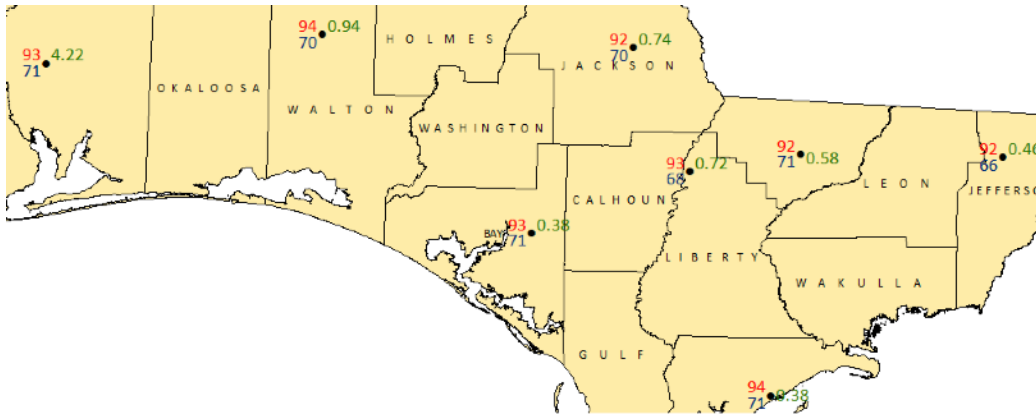 94 0.94
70
HOLMES
92 0.74
70
JACKSON
93 4.22
71
OKALOOSA
WALTON
WASHINGTON
92
71 0.58
92 0.46
66
JEFFERSO
LEON
93 0.72
68
CALHOUN
BAY 93 0.38
71
LIBERTY
WAKULLA
GULF
94
71